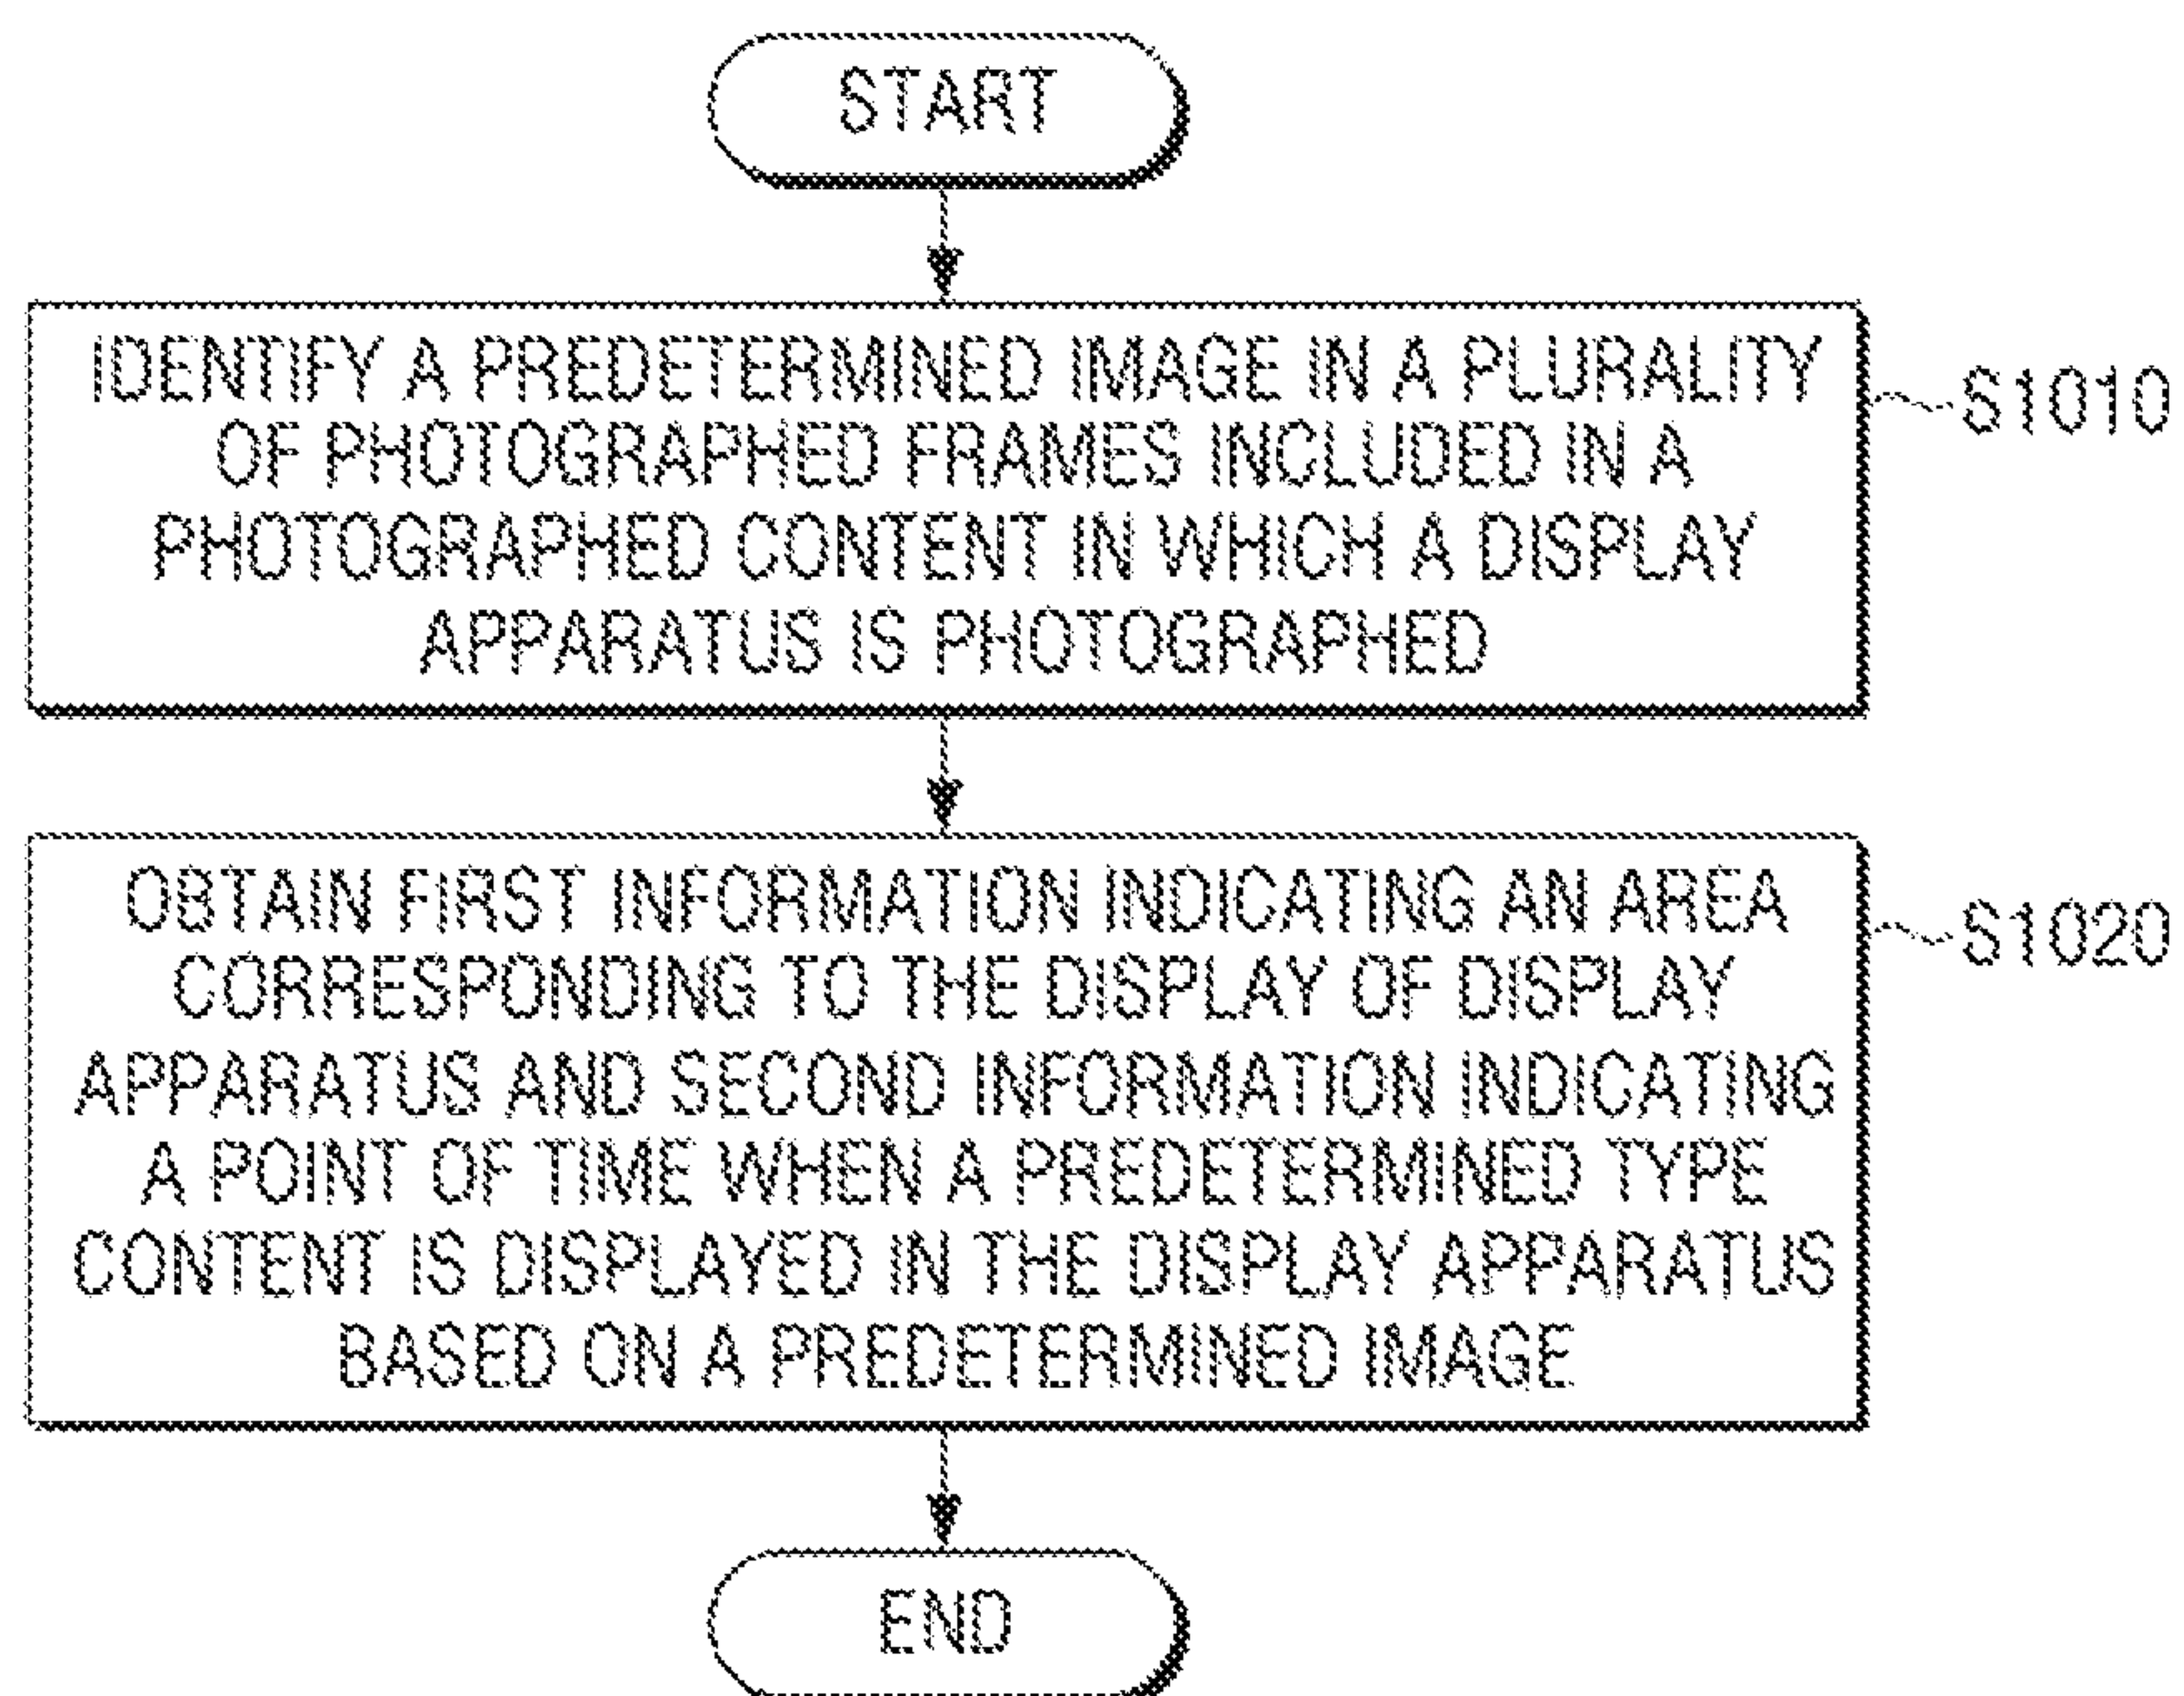 START
IDENTIFY A PREDETERMINED IMAGE IN A PLURALITY
OF PHOTOGRAPHED FRAMES INCLUDED IN A
PHOTOGRAPHED CONTENT IN WHICH A DISPLAY
APPARATUS IS PHOTOGRAPHED
S1010
OBTAIN FIRST INFORMATION INDICATING AN AREA
CORRESPONDING TO THE DISPLAY OF DISPLAY
APPARATUS AND SECOND INFORMATION INDICATING
A POINT OF TIME WHEN A PREDETERMINED TYPE
CONTENT IS DISPLAYED IN THE DISPLAY APPARATUS
BASED ON A PREDETERMINED IMAGE
S1020
END